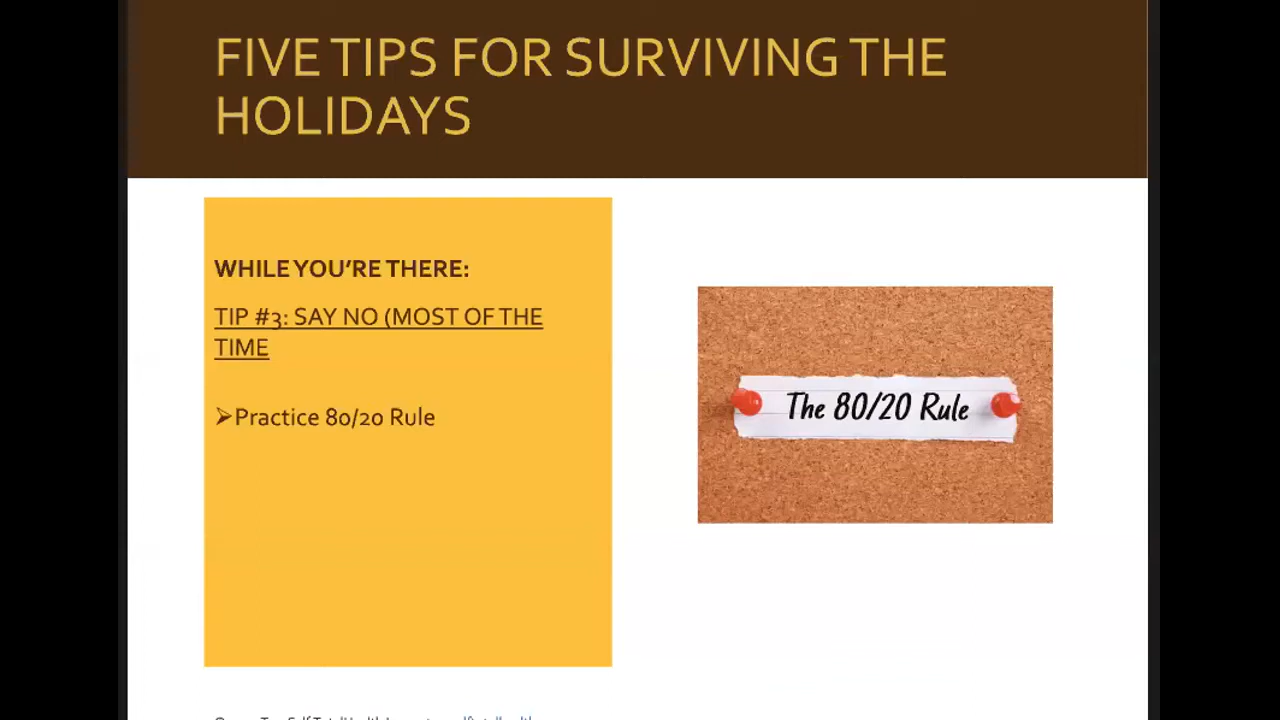 FIVE TIPS FOR SURVIVING THE
HOLIDAYS
WHILE YOU'RE THERE:
TIP #3: SAY NO (MOST OF THE
TIME
➢Practice 80/20 Rule
The 80/20 Rule